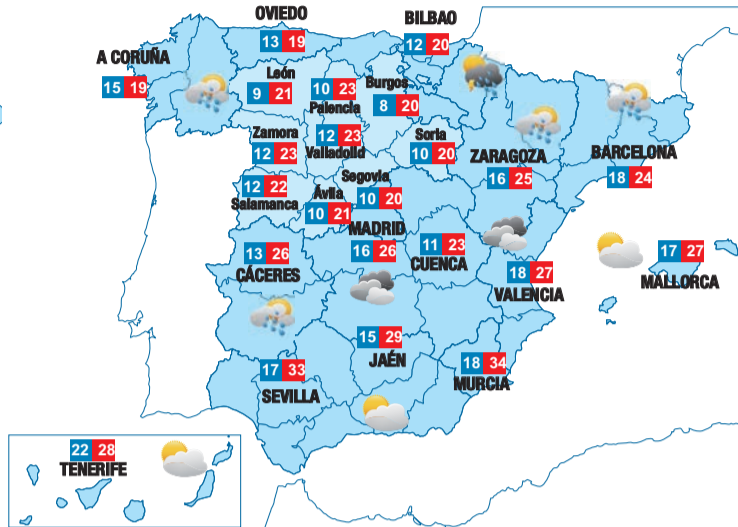 OVIEDO
13 19
BILBAO
12 20
A CORUÑA
15 19
León
9 21
10 23
Palencia
Burgos
8 20
Zamora
12 23
12 23
Valladolid
Soria
10 20
ZARAGOZA
16 25
BARCELONA
18 24
12 22
Salamanca
Ávila
10 21
Segovia
10 20
MADRID
16 26
11 23
CUENCA
13 26
CÁCERES
18 27
VALENCIA
17 27
MALLORCA
15 29
JAÉN
17 33
SEVILLA
18 34
MURCIA
22 28
TENERIFE